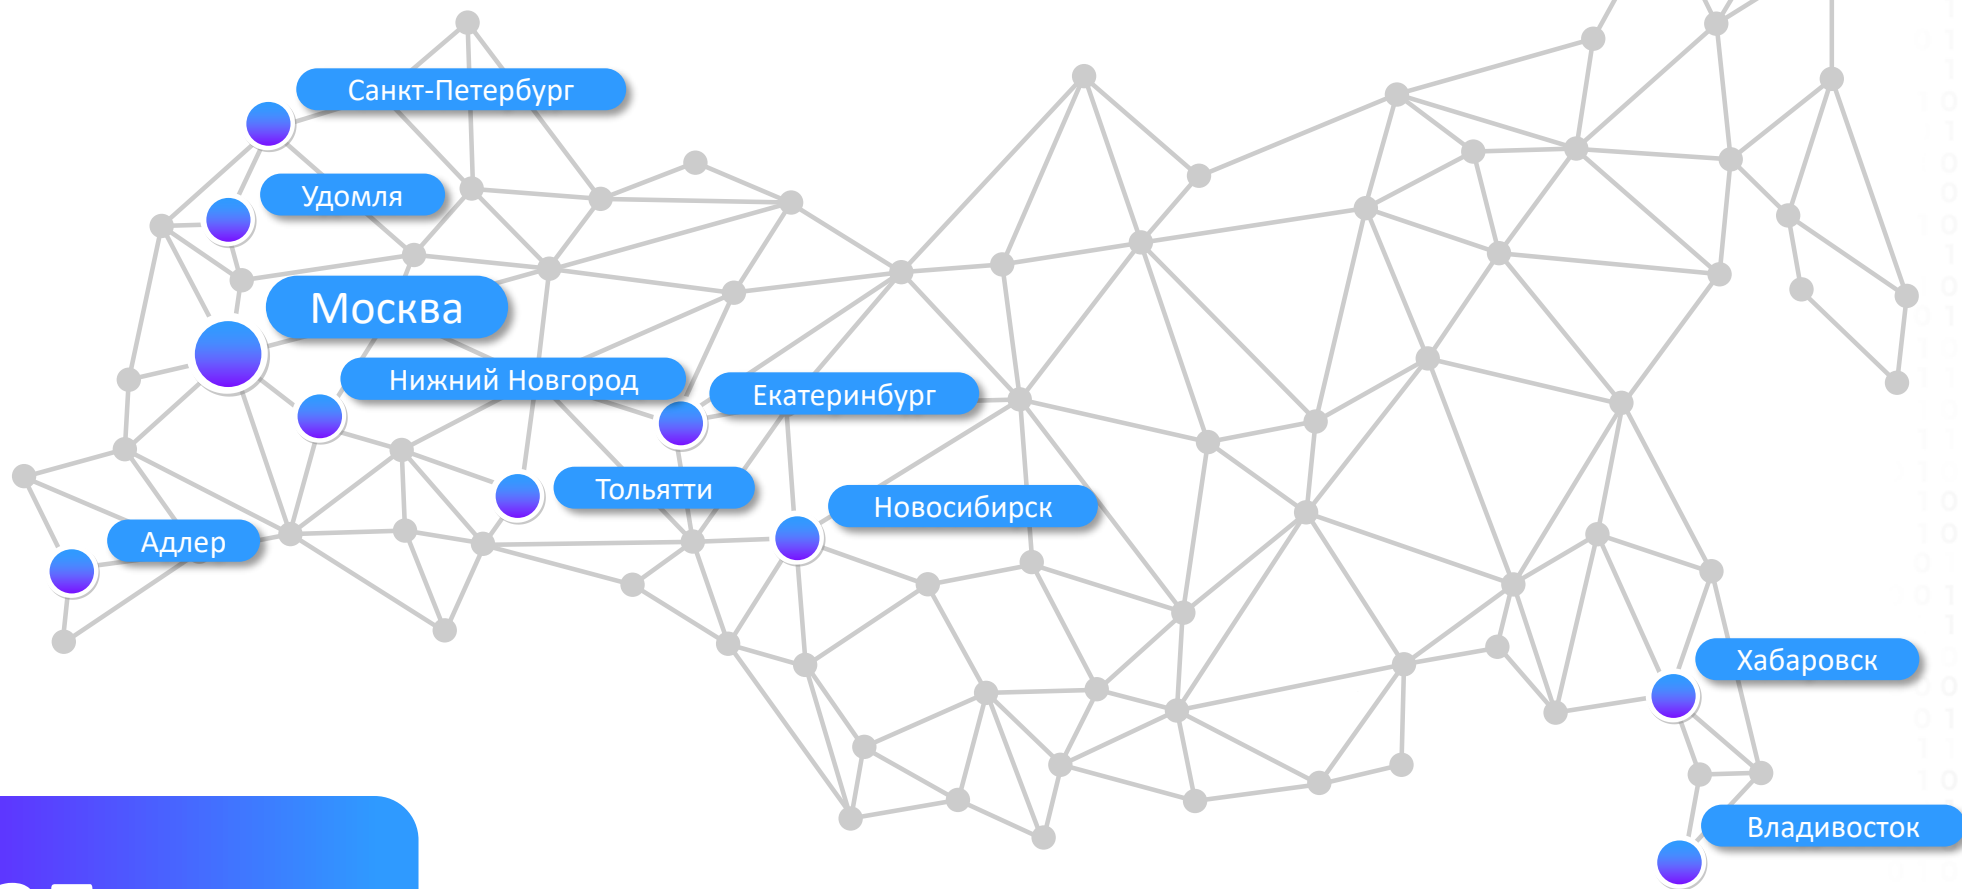 Санкт-Петербург
Удомля
Москва
Нижний Новгород
Екатеринбург
Тольятти
Новосибирск
Адлер
Хабаровск
Владивосток